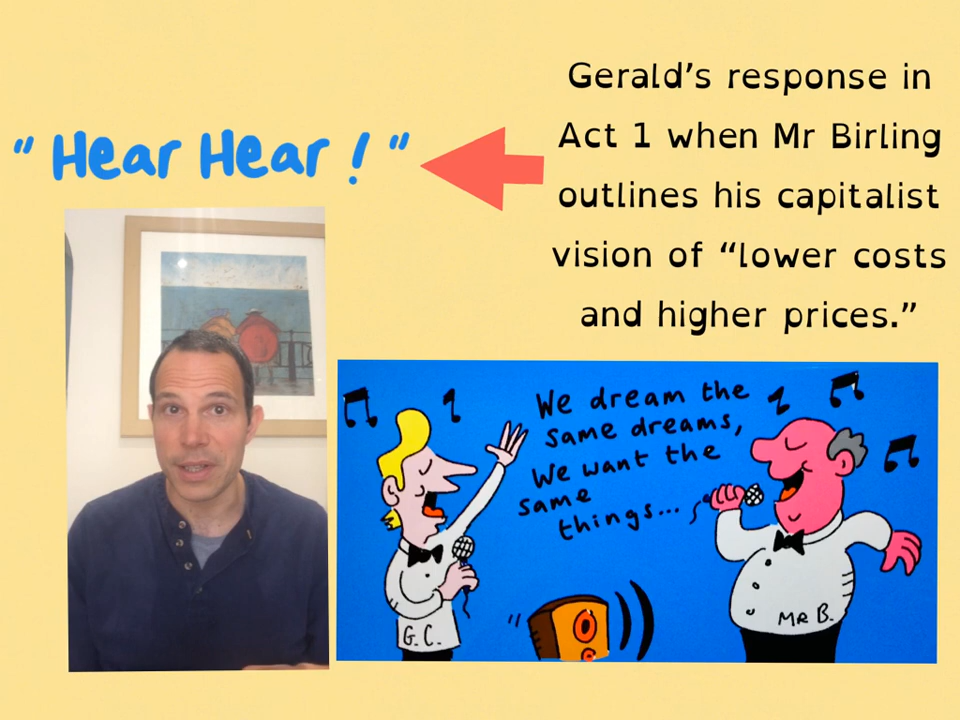 "Hear Hear!"
Gerald's response in
Act 1 when Mr Birling
outlines his capitalist
vision of "lower costs
and higher prices."
We dream the
same dreams,
We want the
same
things...
G.C.
MR B.